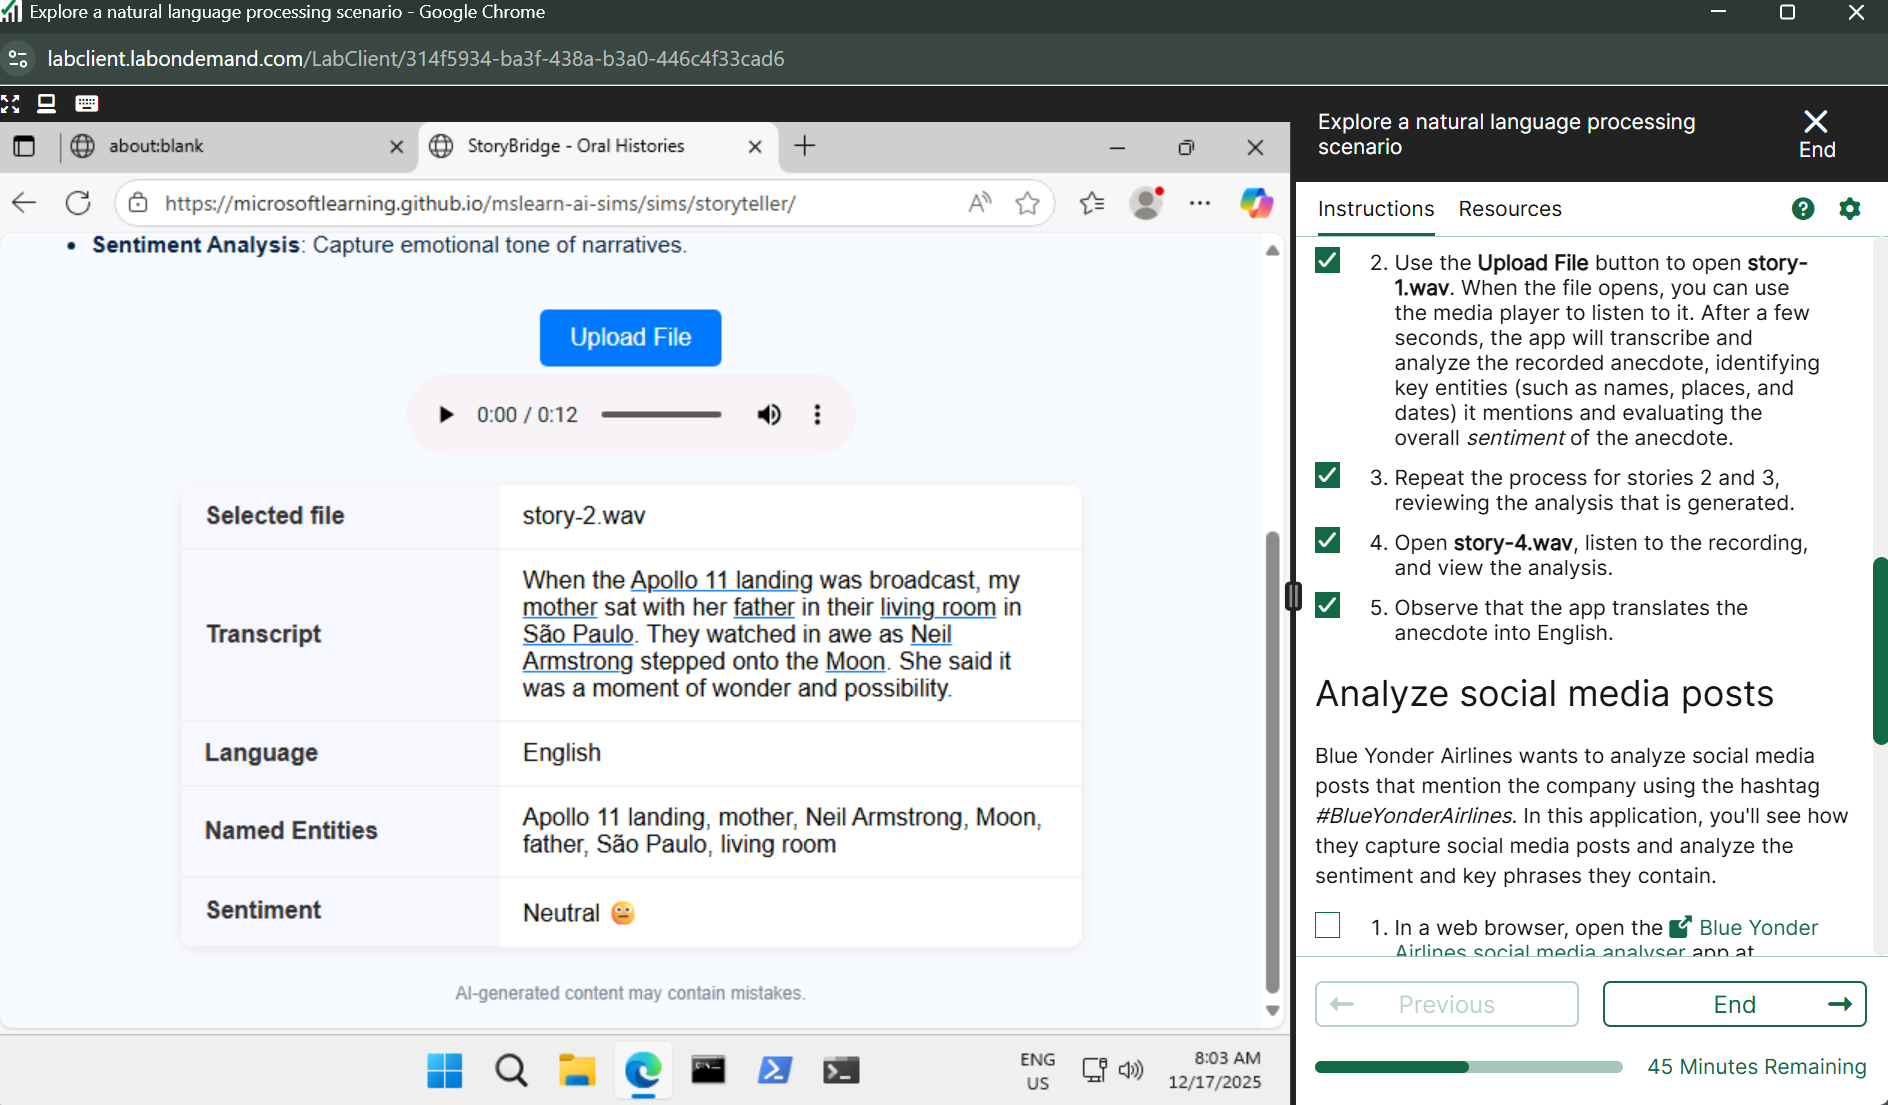 Explore a natural language processing scenario - Google Chrome
labclient.labondemand.com/LabClient/314f5934-ba3f-438a-b3a0-446c4f33cad6
about:blank
StoryBridge - Oral Histories
https://microsoftlearning.github.io/mslearn-ai-sims/sims/storyteller/
• Sentiment Analysis: Capture emotional tone of narratives.
Upload File
0:00 / 0:12
Selected file
story-2.wav
Transcript
When the Apollo 11 landing was broadcast, my
mother sat with her father in their living room in
São Paulo. They watched in awe as Neil
Armstrong stepped onto the Moon. She said it
was a moment of wonder and possibility.
Language
English
Named Entities
Apollo 11 landing, mother, Neil Armstrong, Moon,
father, São Paulo, living room
Sentiment
Neutral 😐
AI-generated content may contain mistakes.
ENG
US
8:03 AM
12/17/2025
Explore a natural language processing
scenario
End
Instructions
Resources
2. Use the Upload File button to open story-
1.wav. When the file opens, you can use
the media player to listen to it. After a few
seconds, the app will transcribe and
analyze the recorded anecdote, identifying
key entities (such as names, places, and
dates) it mentions and evaluating the
overall sentiment of the anecdote.
3. Repeat the process for stories 2 and 3,
reviewing the analysis that is generated.
4. Open story-4.wav, listen to the recording,
and view the analysis.
5. Observe that the app translates the
anecdote into English.
Analyze social media posts
Blue Yonder Airlines wants to analyze social media
posts that mention the company using the hashtag
#BlueYonderAirlines. In this application, you'll see how
they capture social media posts and analyze the
sentiment and key phrases they contain.
1. In a web browser, open the Blue Yonder
Airlines social media analyser app at
Previous
End
45 Minutes Remaining